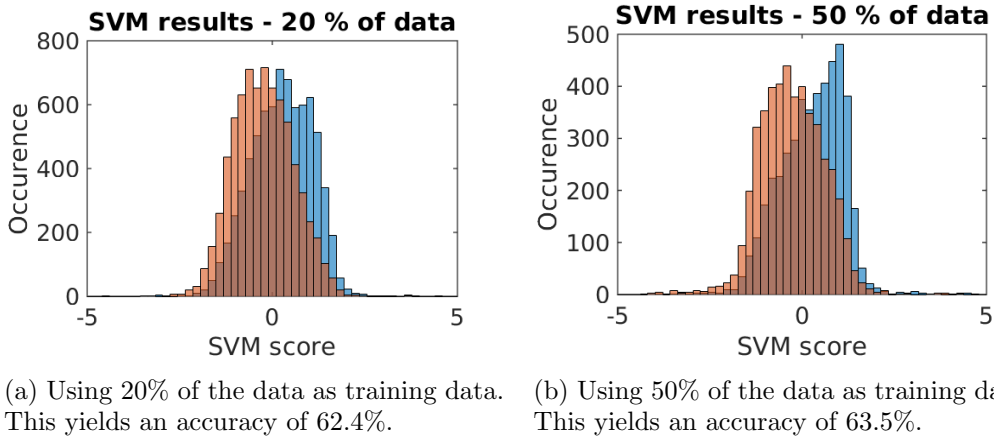 SVM results - 20 % of data
800
600
400
200
0
Occurence
-5
0
5
SVM score
(a) Using 20% of the data as training data.
This yields an accuracy of 62.4%.
SVM results - 50 % of data
500
400
300
200
100
0
Occurence
-5
0
5
SVM score
(b) Using 50% of the data as training da
This yields an accuracy of 63.5%.